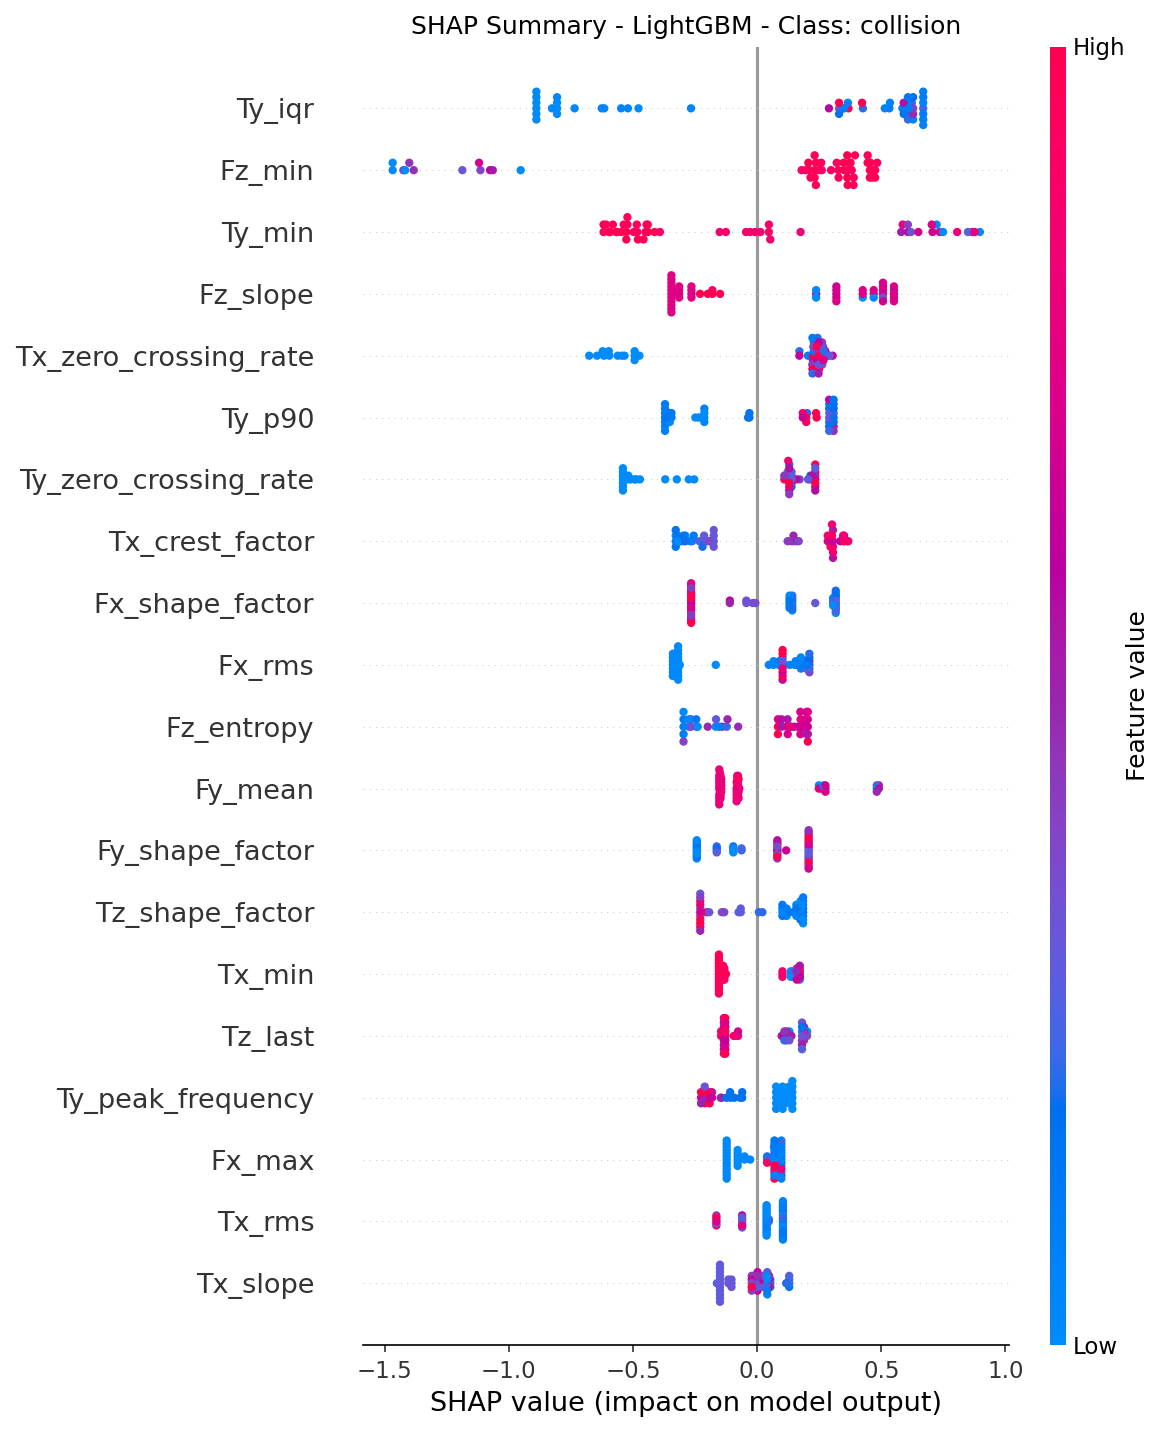 SHAP Summary - LightGBM - Class: collision
High
Ty_iqr
Fz_min
Ty_min
Fz_slope
Tx_zero_crossing_rate
Ty_p90
Ty_zero_crossing_rate
Tx_crest_factor
Fx_shape_factor
Fx_rms
Fz_entropy
Fy_mean
Fy_shape_factor
Tz_shape_factor
Tx_min
Tz_last
Ty_peak_frequency
Fx_max
Tx_rms
Tx_slope
Feature value
Low
−1.5 −1.0 −0.5 0.0 0.5 1.0
SHAP value (impact on model output)